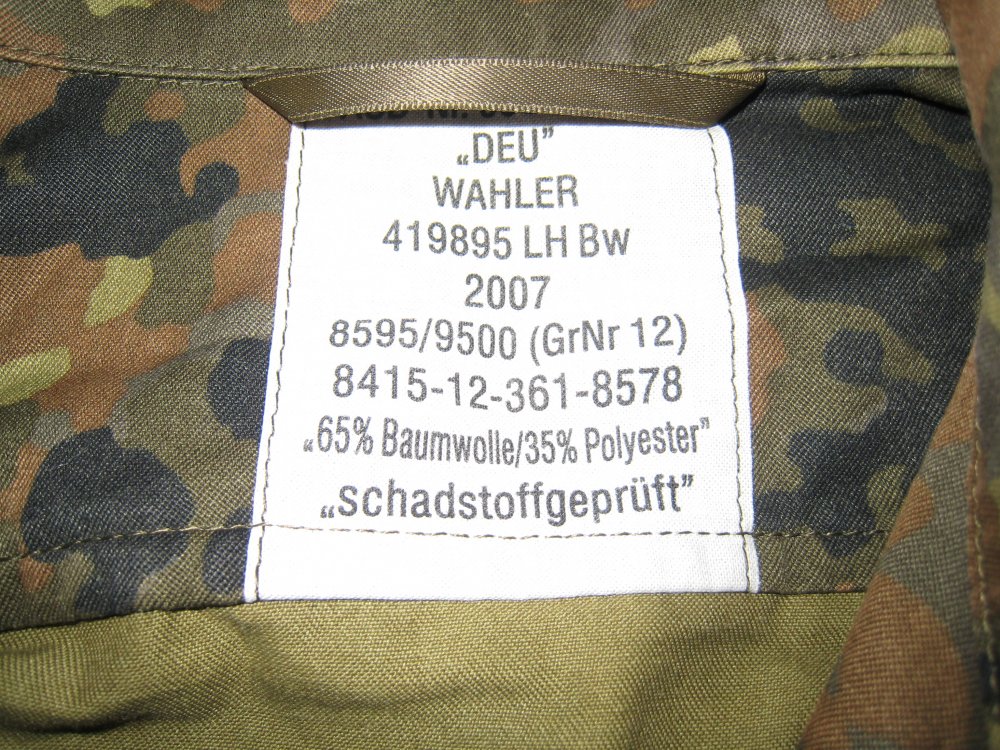 „DEU”
WAHLER
419895 LH Bw
2007
8595/9500 (GrNr 12)
8415-12-361-8578
„65% Baumwolle/35% Polyester”
„schadstoffgeprüft”